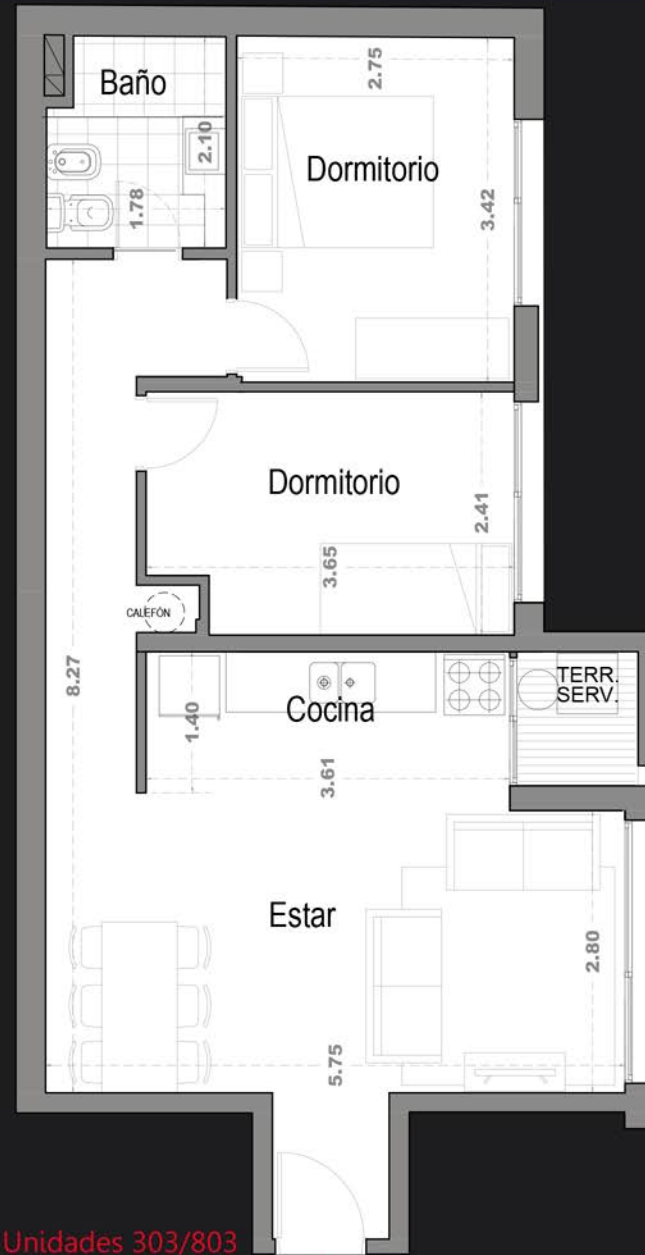 Baño
2.10
1.78
2.75
Dormitorio
3.42
Dormitorio
2.41
3.65
CALEFÓN
8.27
TERR.
SERV.
Cocina
1.40
3.61
Estar
2.80
5.75
Unidades 303/803